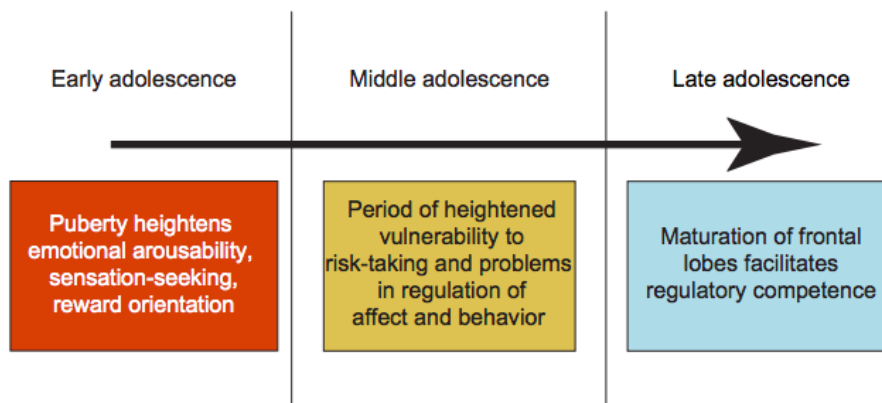 Early adolescence
Middle adolescence
Late adolescence
Puberty heightens
emotional arousability,
sensation-seeking,
reward orientation
Period of heightened
vulnerability to
risk-taking and problems
in regulation of
affect and behavior
Maturation of frontal
lobes facilitates
regulatory competence